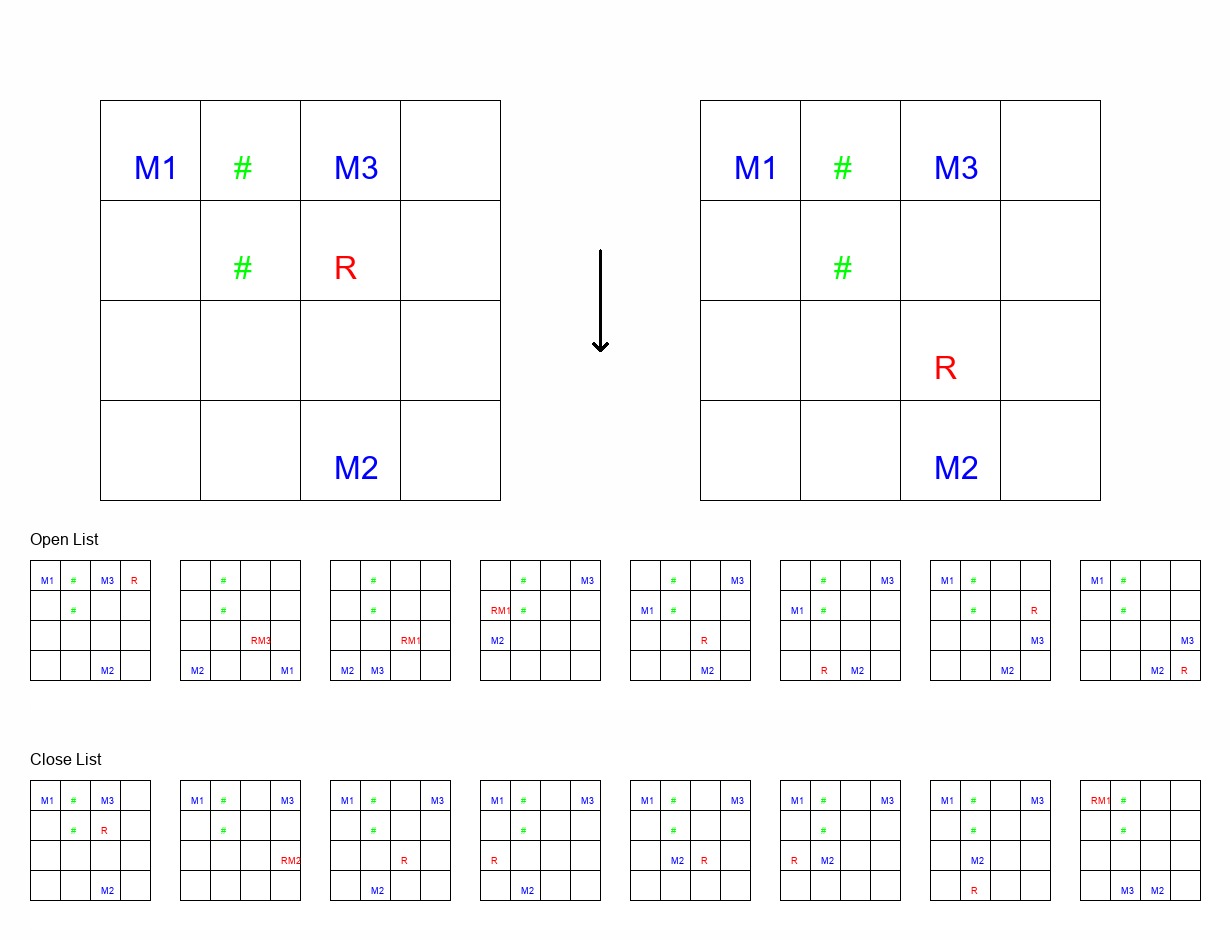 M1 # M3 M1 # M3
# R #
R
M2 M2
Open List
M1 # M3 R # # # M3 # M3 # M3 M1 # M1 #
# # # RM1 # M1 # M1 # # R #
RM3 RM1 M2 R M3 M3
M2 M2 M1 M2 M3 M2 R M2 M2 M2 R
Close List
M1 # M3 M1 # M3 M1 # M3 M1 # M3 M1 # M3 M1 # M3 M1 # M3 RM1 #
# R # # # # # # #
RM2 R R M2 R R M2 M2
M2 M2 M2 R M3 M2